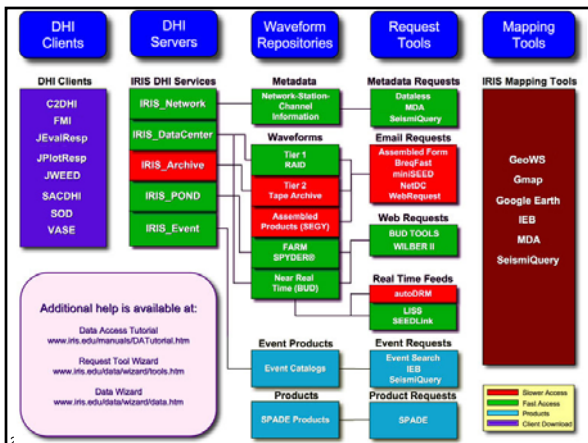 DHI
Clients
DHI
Servers
Waveform
Repositories
Request
Tools
Mapping
Tools
DHI Clients
C2DHI
FMI
JEvalResp
JPlotResp
JWEED
SACDHI
SOD
VASE
IRIS DHI Services
IRIS_Network
IRIS_DataCenter
IRIS_Archive
IRIS_POND
IRIS_Event
Metadata
Network-Station-
Channel
Information
Waveforms
Tier 1
RAID
Tier 2
Tape Archive
Assembled
Products (SEGY)
FARM
SPYDER®
Near Real
Time (BUD)
Event Products
Event Catalogs
Products
SPADE Products
Metadata Requests
Dataless
MDA
SeismiQuery
Email Requests
Assembled Form
BreqFast
miniSEED
NetDC
WebRequest
Web Requests
BUD TOOLS
WILBER II
Real Time Feeds
autoDRM
LISS
SEEDLink
Event Requests
Event Search
IEB
SeismiQuery
Product Requests
SPADE
IRIS Mapping Tools
GeoWS
Gmap
Google Earth
IEB
MDA
SeismiQuery
Additional help is available at:
Data Access Tutorial
www.iris.edu/manuals/DATutorial.htm
Request Tool Wizard
www.iris.edu/data/wizard/tools.htm
Data Wizard
www.iris.edu/data/wizard/data.htm
Slower Access
Fast Access
Products
Client Download